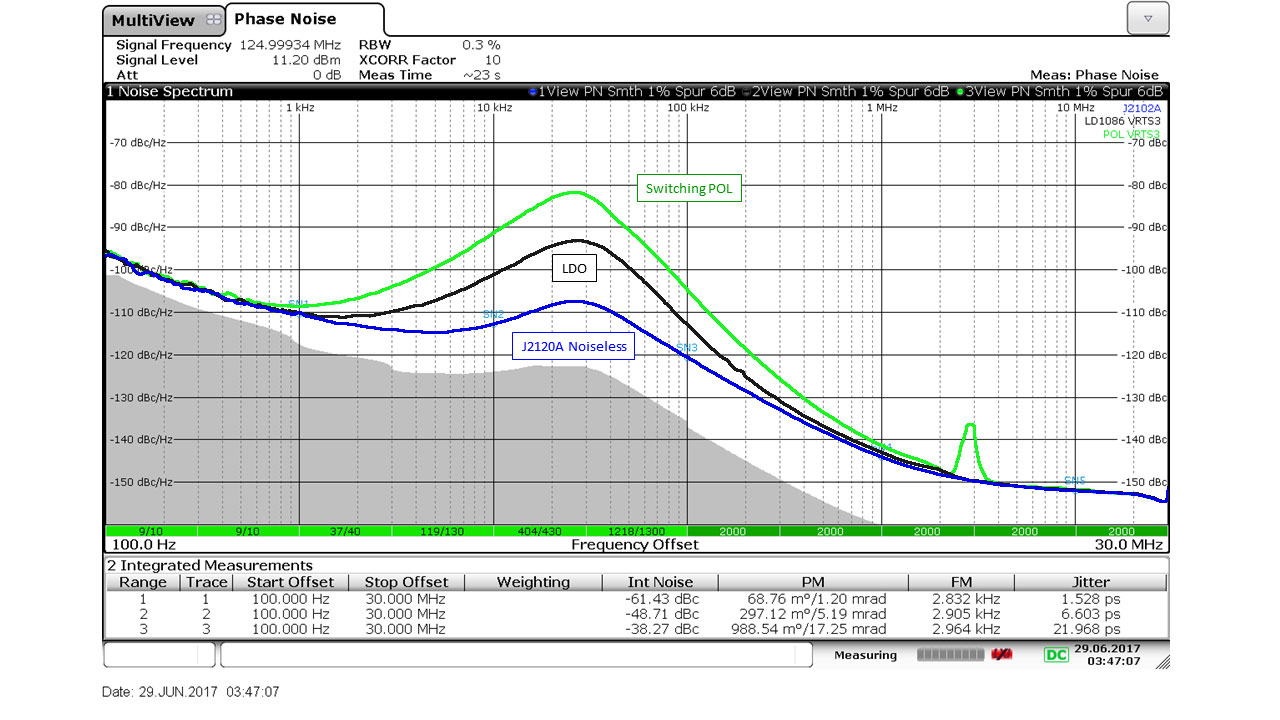 MultiView Phase Noise
Signal Frequency 124.99934 MHz RBW 0.3 %
Signal Level 11.20 dBm XCORR Factor 10
Att 0 dB Meas Time ~23 s Meas: Phase Noise
1 Noise Spectrum 1View PN Smth 1% Spur 6dB 2View PN Smth 1% Spur 6dB 3View PN Smth 1% Spur 6dB
1 kHz 10 kHz 100 kHz 1 MHz 10 MHz J2102A
LD1086 VRTS3
POL VRTS3
-70 dBc/Hz -70 dBc
-80 dBc/Hz -80 dBc
Switching POL
-90 dBc/Hz -90 dBc
LDO
-100 dBc/Hz -100 dBc
SN1
-110 dBc/Hz SN2 -110 dBc
J2120A Noiseless SN3
-120 dBc/Hz -120 dBc
-130 dBc/Hz -130 dBc
-140 dBc/Hz -140 dBc
-150 dBc/Hz SN5 -150 dBc
9/10 9/10 37/40 119/130 404/430 1218/1300 2000 2000 2000 2000 2000
100.0 Hz Frequency Offset 30.0 MHz
2 Integrated Measurements
Range Trace Start Offset Stop Offset Weighting Int Noise PM FM Jitter
1 1 100.000 Hz 30.000 MHz -61.43 dBc 68.76 m°/1.20 mrad 2.832 kHz 1.528 ps
2 2 100.000 Hz 30.000 MHz -48.71 dBc 297.12 m°/5.19 mrad 2.905 kHz 6.603 ps
3 3 100.000 Hz 30.000 MHz -38.27 dBc 988.54 m°/17.25 mrad 2.964 kHz 21.968 ps
Measuring DC 29.06.2017
03:47:07
Date: 29.JUN.2017 03:47:07